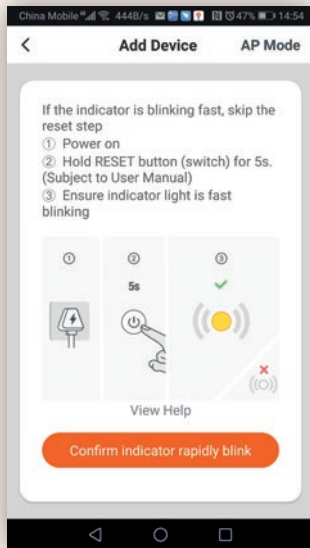 China Mobile 4G 444B/s 47% 14:54
Add Device
AP Mode
If the indicator is blinking fast, skip the
reset step
① Power on
② Hold RESET button (switch) for 5s.
(Subject to User Manual)
③ Ensure indicator light is fast
blinking
① ② ③
5s
View Help
Confirm indicator rapidly blink